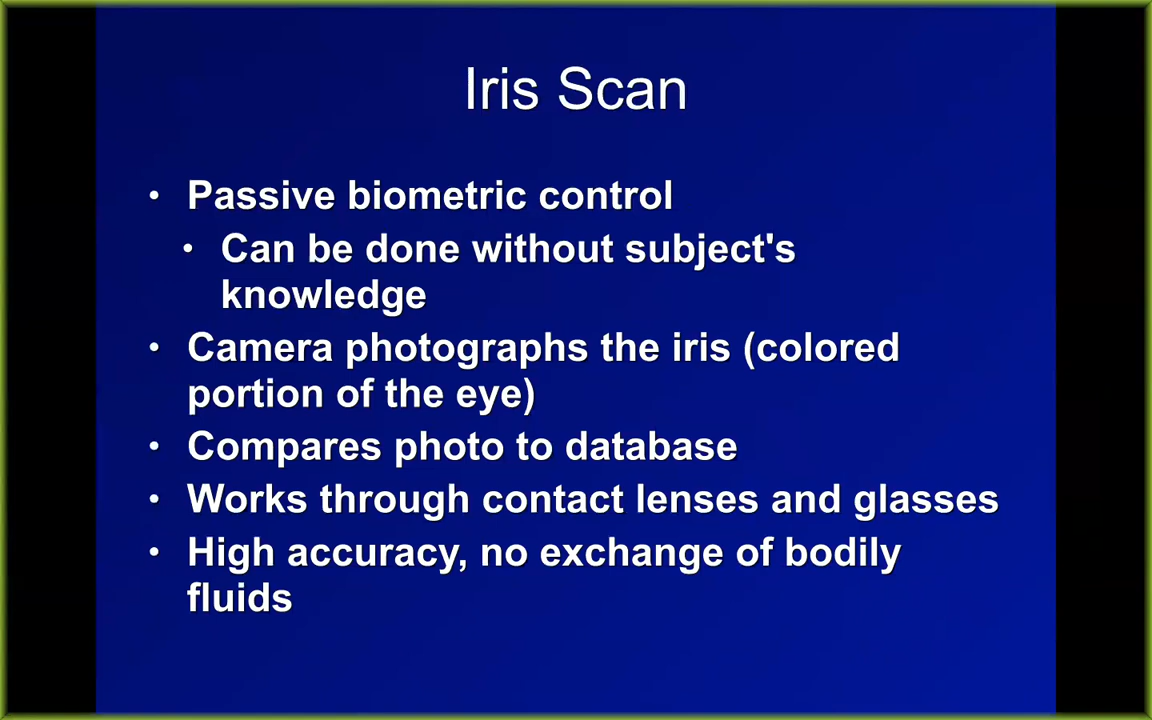 Iris Scan
• Passive biometric control
• Can be done without subject's
knowledge
• Camera photographs the iris (colored
portion of the eye)
• Compares photo to database
• Works through contact lenses and glasses
• High accuracy, no exchange of bodily
fluids